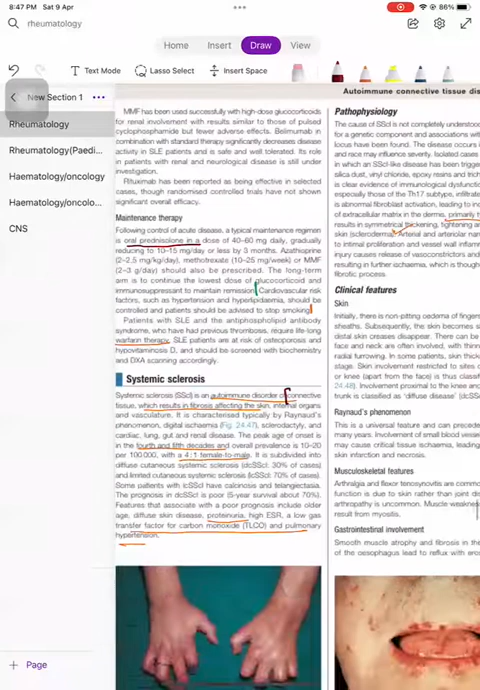 8:47 PM Sat 9 Apr
86%
rheumatology
Home Insert Draw View
Text Mode Lasso Select Insert Space
New Section 1
Rheumatology
Rheumatology(Paedi...
Haematology/oncology
Haematology/oncolo...
CNS
Page
Autoimmune connective tissue dis
MMF has been used successfully with high-dose glucocorticoids
for renal involvement with results similar to those of pulsed
cyclophosphamide but fewer adverse effects. Belimumab in
combination with standard therapy significantly decreases disease
activity in SLE patients and is safe and well tolerated. Its role
in patients with renal and neurological disease is still under
investigation.
Rituximab has been reported as being effective in selected
cases, though randomised controlled trials have not shown
significant overall efficacy.
Maintenance therapy
Following control of acute disease, a typical maintenance regimen
is oral prednisolone in a dose of 40–60 mg daily, gradually
reducing to 10–15 mg/day or less by 3 months. Azathioprine
(2–2.5 mg/kg/day), methotrexate (10–25 mg/week) or MMF
(2–3 g/day) should also be prescribed. The long-term
aim is to continue the lowest dose of glucocorticoid and
immunosuppressant to maintain remission. Cardiovascular risk
factors, such as hypertension and hyperlipidaemia, should be
controlled and patients should be advised to stop smoking.
Patients with SLE and the antiphospholipid antibody
syndrome, who have had previous thrombosis, require life-long
warfarin therapy. SLE patients are at risk of osteoporosis and
hypovitaminosis D, and should be screened with biochemistry
and DXA scanning accordingly.
Systemic sclerosis
Systemic sclerosis (SScl) is an autoimmune disorder of connective
tissue, which results in fibrosis affecting the skin, internal organs
and vasculature. It is characterised typically by Raynaud's
phenomenon, digital ischaemia (Fig. 24.47), sclerodactyly, and
cardiac, lung, gut and renal disease. The peak age of onset is
in the fourth and fifth decades and overall prevalence is 10–20
per 100 000, with a 4 : 1 female-to-male. It is subdivided into
diffuse cutaneous systemic sclerosis (dcSScl: 30% of cases)
and limited cutaneous systemic sclerosis (lcSScl: 70% of cases).
Some patients with lcSScl have calcinosis and telangiectasia.
The prognosis in dcSScl is poor (5-year survival about 70%).
Features that associate with a poor prognosis include older
age, diffuse skin disease, proteinuria, high ESR, a low gas
transfer factor for carbon monoxide (TLCO) and pulmonary
hypertension.
Pathophysiology
The cause of SScl is not completely understood
for a genetic component and associations with
locus have been found. The disease occurs i
and race may influence severity. Isolated cases
in which an SScl-like disease has been trigger
silica dust, vinyl chloride, epoxy resins and trich
is clear evidence of immunological dysfunction
especially those of the Th17 subtype, infiltrate
is abnormal fibroblast activation, leading to inc
of extracellular matrix in the dermis, primarily t
results in symmetrical thickening, tightening a
skin (scleroderma). Arterial and arteriolar narr
to intimal proliferation and vessel wall inflamm
injury causes release of vasoconstrictors and
resulting in further ischaemia, which is though
fibrotic process.
Clinical features
Skin
Initially, there is non-pitting oedema of fingers
sheaths. Subsequently, the skin becomes s
distal skin creases disappear. There can be
face and neck are often involved, with thin
radial furrowing. In some patients, skin thick
stage. Skin involvement restricted to sites d
or knee (apart from the face) is thus classif
24.48). Involvement proximal to the knee and
trunk is classified as 'diffuse disease' (dcSS
Raynaud's phenomenon
This is a universal feature and can precede
many years. Involvement of small blood vesse
may cause critical tissue ischaemia, leading
skin infarction and necrosis.
Musculoskeletal features
Arthralgia and flexor tenosynovitis are common
function is due to skin rather than joint dis
arthropathy is uncommon. Muscle weakness
result from myositis.
Gastrointestinal involvement
Smooth muscle atrophy and fibrosis in the
of the oesophagus lead to reflux with eros